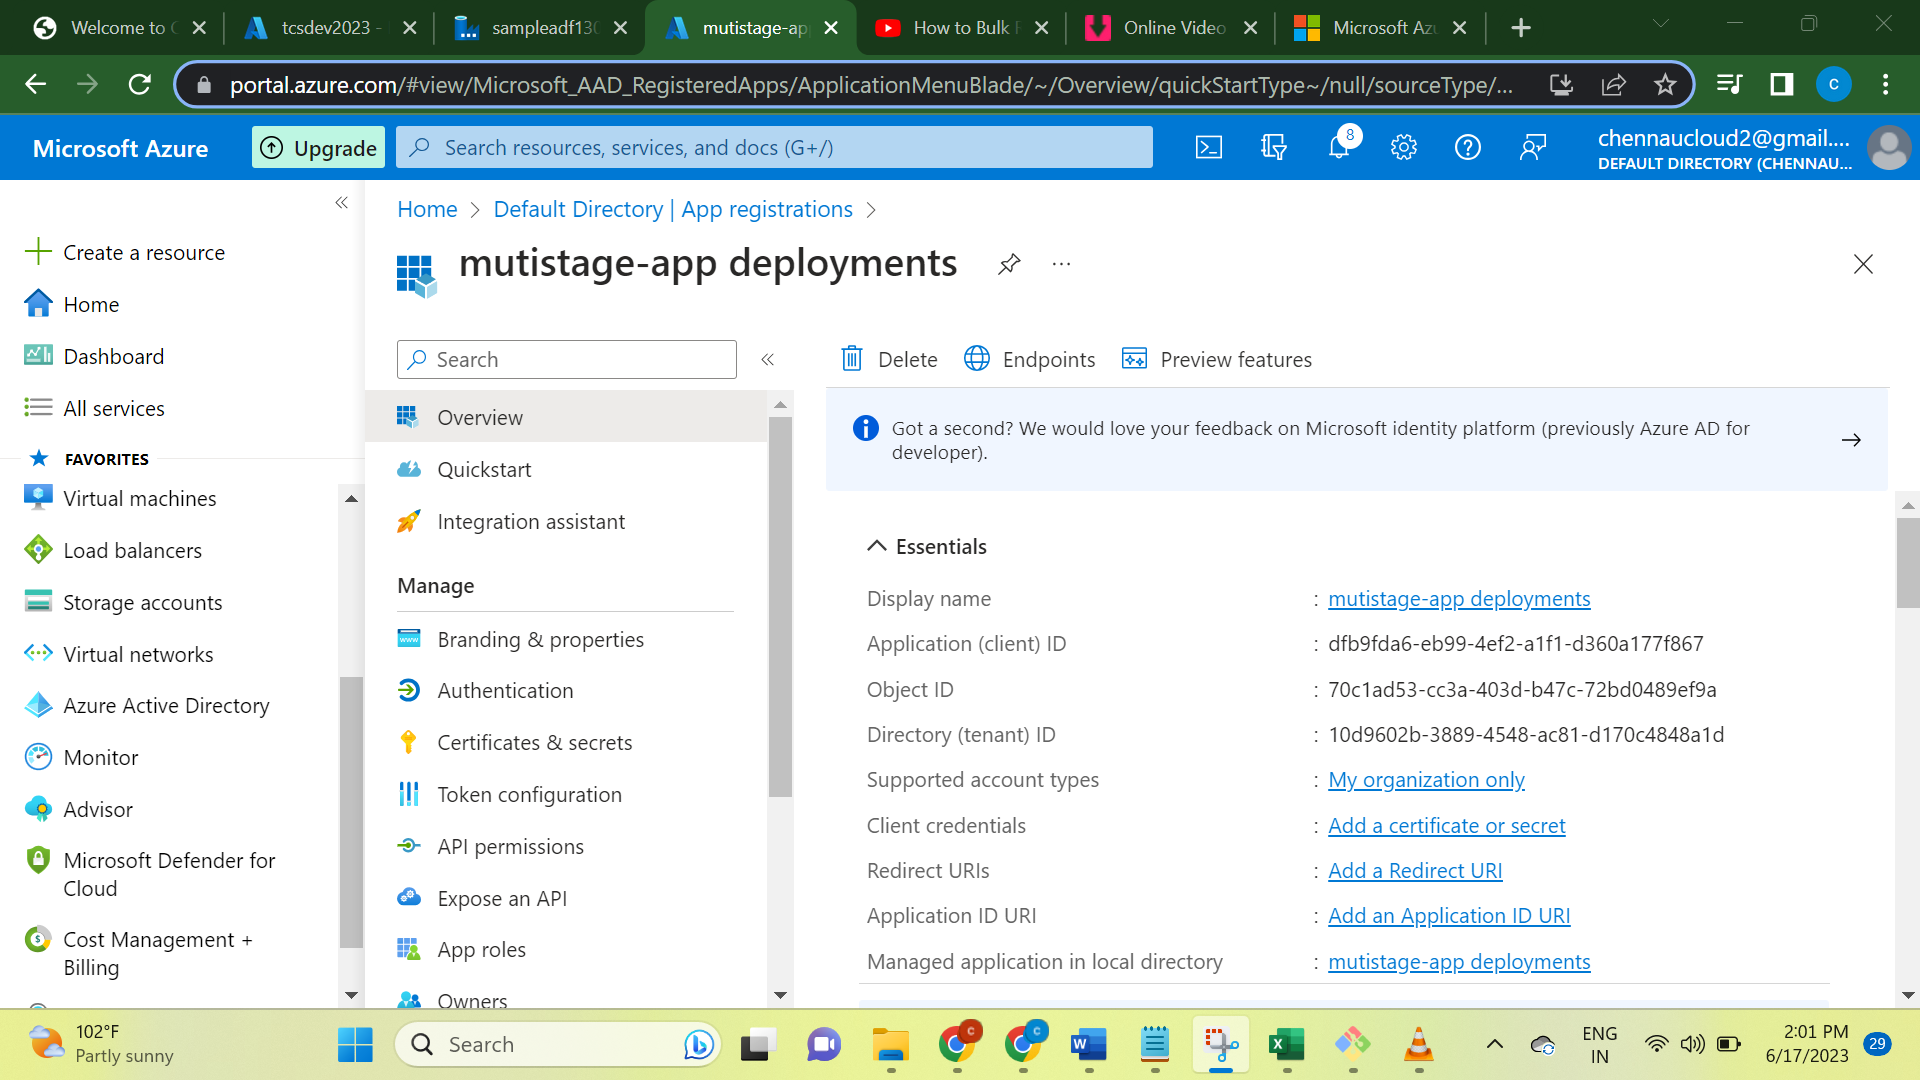 Welcome to C
tcsdev2023 -
sampleadf130
mutistage-app
How to Bulk R
Online Video
Microsoft Azu
portal.azure.com/#view/Microsoft_AAD_RegisteredApps/ApplicationMenuBlade/~/Overview/quickStartType~/null/sourceType/...
c
Microsoft Azure
Upgrade
Search resources, services, and docs (G+/)
8
chennaucloud2@gmail....
DEFAULT DIRECTORY (CHENNAU...
Create a resource
Home
Dashboard
All services
FAVORITES
Virtual machines
Load balancers
Storage accounts
Virtual networks
Azure Active Directory
Monitor
Advisor
Microsoft Defender for
Cloud
Cost Management +
Billing
Home > Default Directory | App registrations >
mutistage-app deployments
...
Search
Overview
Quickstart
Integration assistant
Manage
Branding & properties
Authentication
Certificates & secrets
Token configuration
API permissions
Expose an API
App roles
Owners
Delete
Endpoints
Preview features
Got a second? We would love your feedback on Microsoft identity platform (previously Azure AD for
developer).
Essentials
Display name : mutistage-app deployments
Application (client) ID : dfb9fda6-eb99-4ef2-a1f1-d360a177f867
Object ID : 70c1ad53-cc3a-403d-b47c-72bd0489ef9a
Directory (tenant) ID : 10d9602b-3889-4548-ac81-d170c4848a1d
Supported account types : My organization only
Client credentials : Add a certificate or secret
Redirect URIs : Add a Redirect URI
Application ID URI : Add an Application ID URI
Managed application in local directory : mutistage-app deployments
102°F
Partly sunny
Search
ENG
IN
2:01 PM
6/17/2023
29